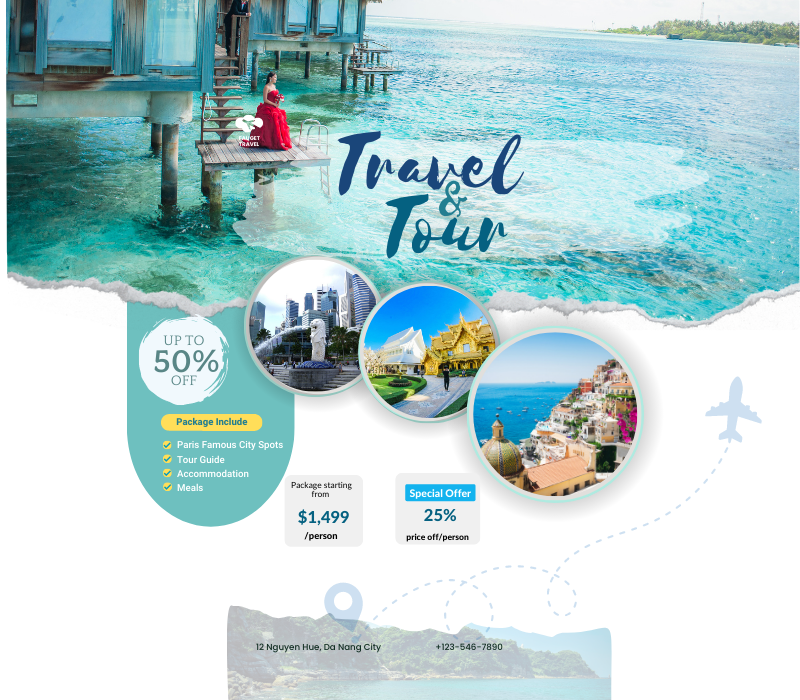 FAUGET
TRAVEL
Travel
&
Tour
UP TO
50%
OFF
Package Include
Paris Famous City Spots
Tour Guide
Accommodation
Meals
Package starting
from
$1,499
/person
Special Offer
25%
price off/person
12 Nguyen Hue, Da Nang City
+123-546-7890